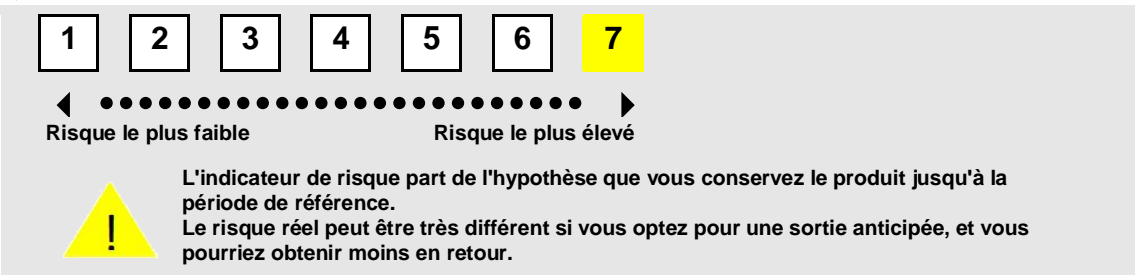 1 2 3 4 5 6 7
Risque le plus faible Risque le plus élevé
L'indicateur de risque part de l'hypothèse que vous conservez le produit jusqu'à la
période de référence.
! Le risque réel peut être très différent si vous optez pour une sortie anticipée, et vous
pourriez obtenir moins en retour.